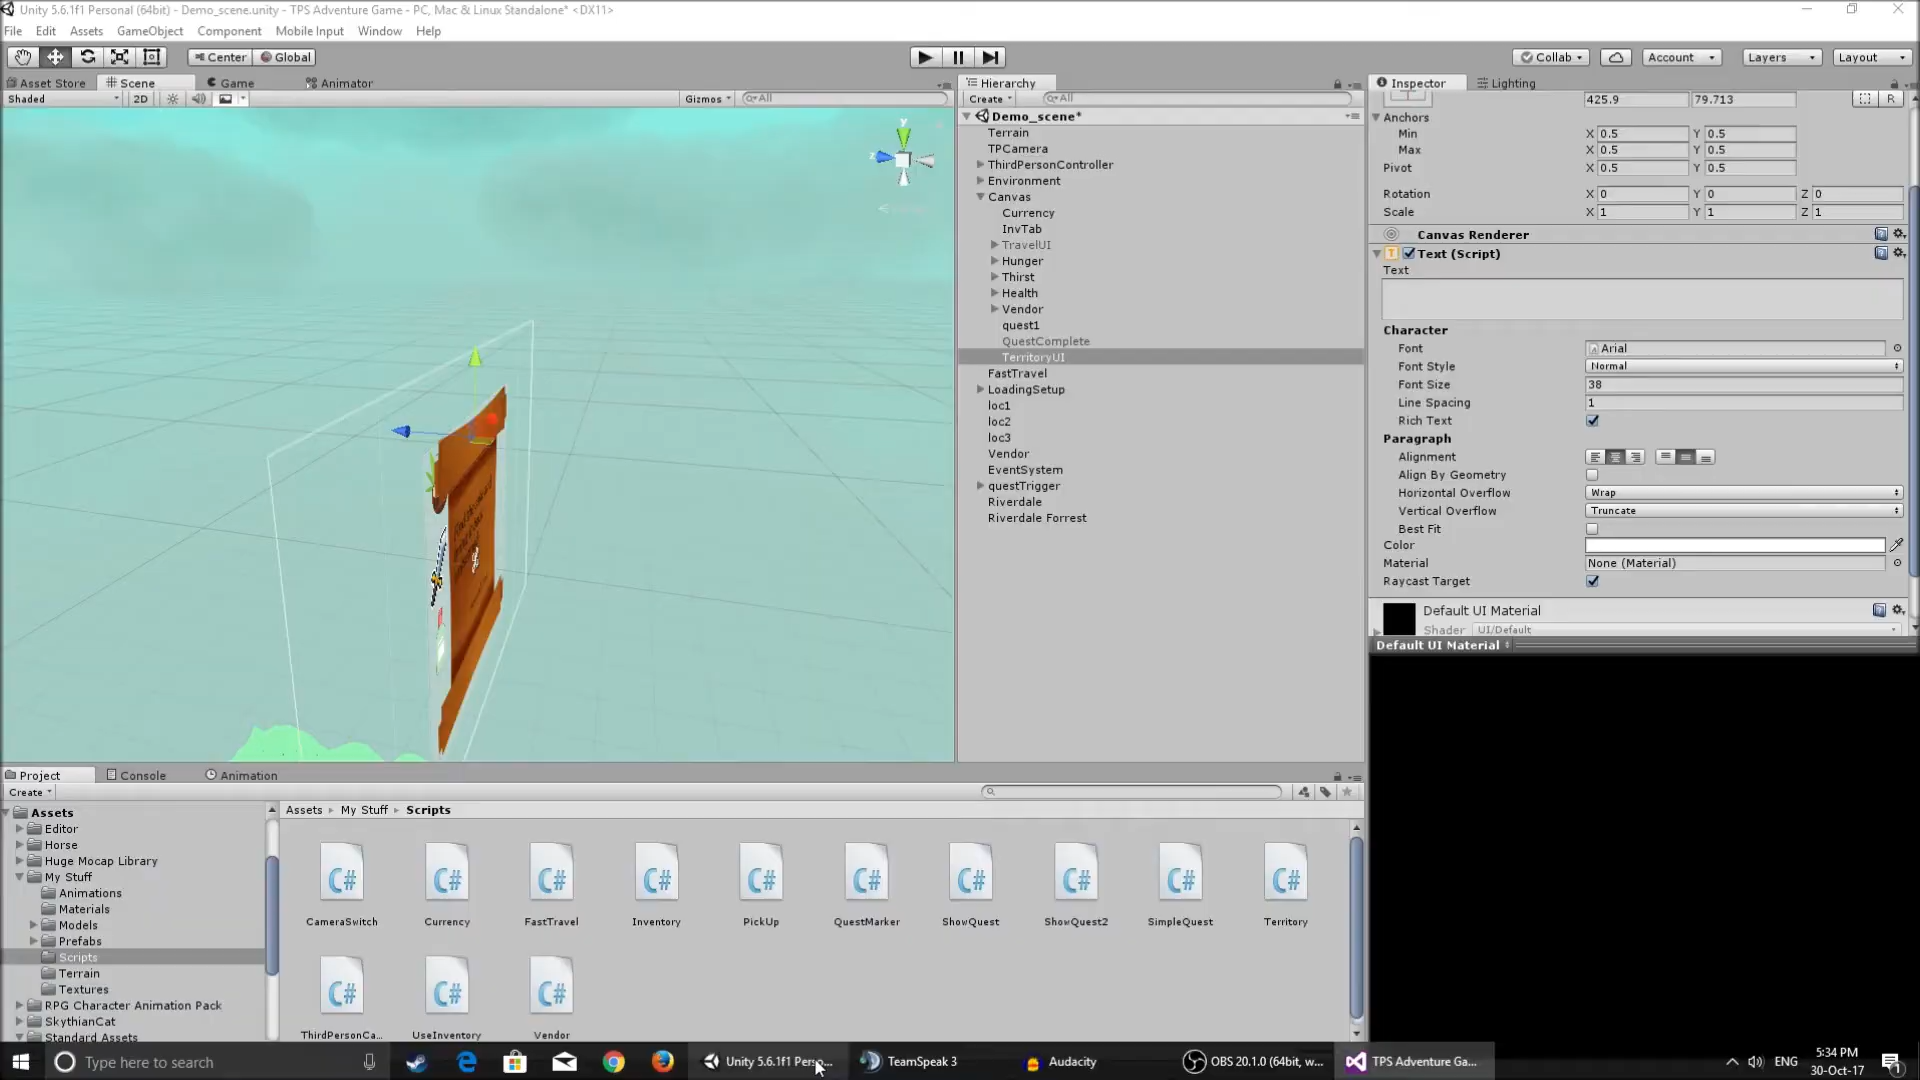 Unity 5.6.1f1 Personal (64bit) - Demo_scene.unity - TPS Adventure Game - PC, Mac & Linux Standalone* <DX11>
File Edit Assets GameObject Component Mobile Input Window Help
Center Global Collab Account Layers Layout
Asset Store Scene Game Animator
Shaded 2D Gizmos All
y
z
Hierarchy
Create All
Demo_scene*
Terrain
TPCamera
ThirdPersonController
Environment
Canvas
Currency
InvTab
TravelUI
Hunger
Thirst
Health
Vendor
quest1
QuestComplete
TerritoryUI
FastTravel
LoadingSetup
loc1
loc2
loc3
Vendor
EventSystem
questTrigger
Riverdale
Riverdale Forrest
Inspector Lighting
425.9 79.713 R
Anchors
Min X 0.5 Y 0.5
Max X 0.5 Y 0.5
Pivot X 0.5 Y 0.5
Rotation X 0 Y 0 Z 0
Scale X 1 Y 1 Z 1
Canvas Renderer
T Text (Script)
Text
Character
Font Arial
Font Style Normal
Font Size 38
Line Spacing 1
Rich Text
Paragraph
Alignment
Align By Geometry
Horizontal Overflow Wrap
Vertical Overflow Truncate
Best Fit
Color
Material None (Material)
Raycast Target
Default UI Material
Shader UI/Default
Default UI Material
Project Console Animation
Create
Assets
Editor
Horse
Huge Mocap Library
My Stuff
Animations
Materials
Models
Prefabs
Scripts
Terrain
Textures
RPG Character Animation Pack
SkythianCat
Standard Assets
Assets My Stuff Scripts
C# C# C# C# C# C# C# C# C# C#
CameraSwitch Currency FastTravel Inventory PickUp QuestMarker ShowQuest ShowQuest2 SimpleQuest Territory
C# C# C#
ThirdPersonCa... UseInventory Vendor
Type here to search
Unity 5.6.1f1 Perso... TeamSpeak 3 Audacity OBS 20.1.0 (64bit, w... TPS Adventure Ga...
ENG
5:34 PM
30-Oct-17
1